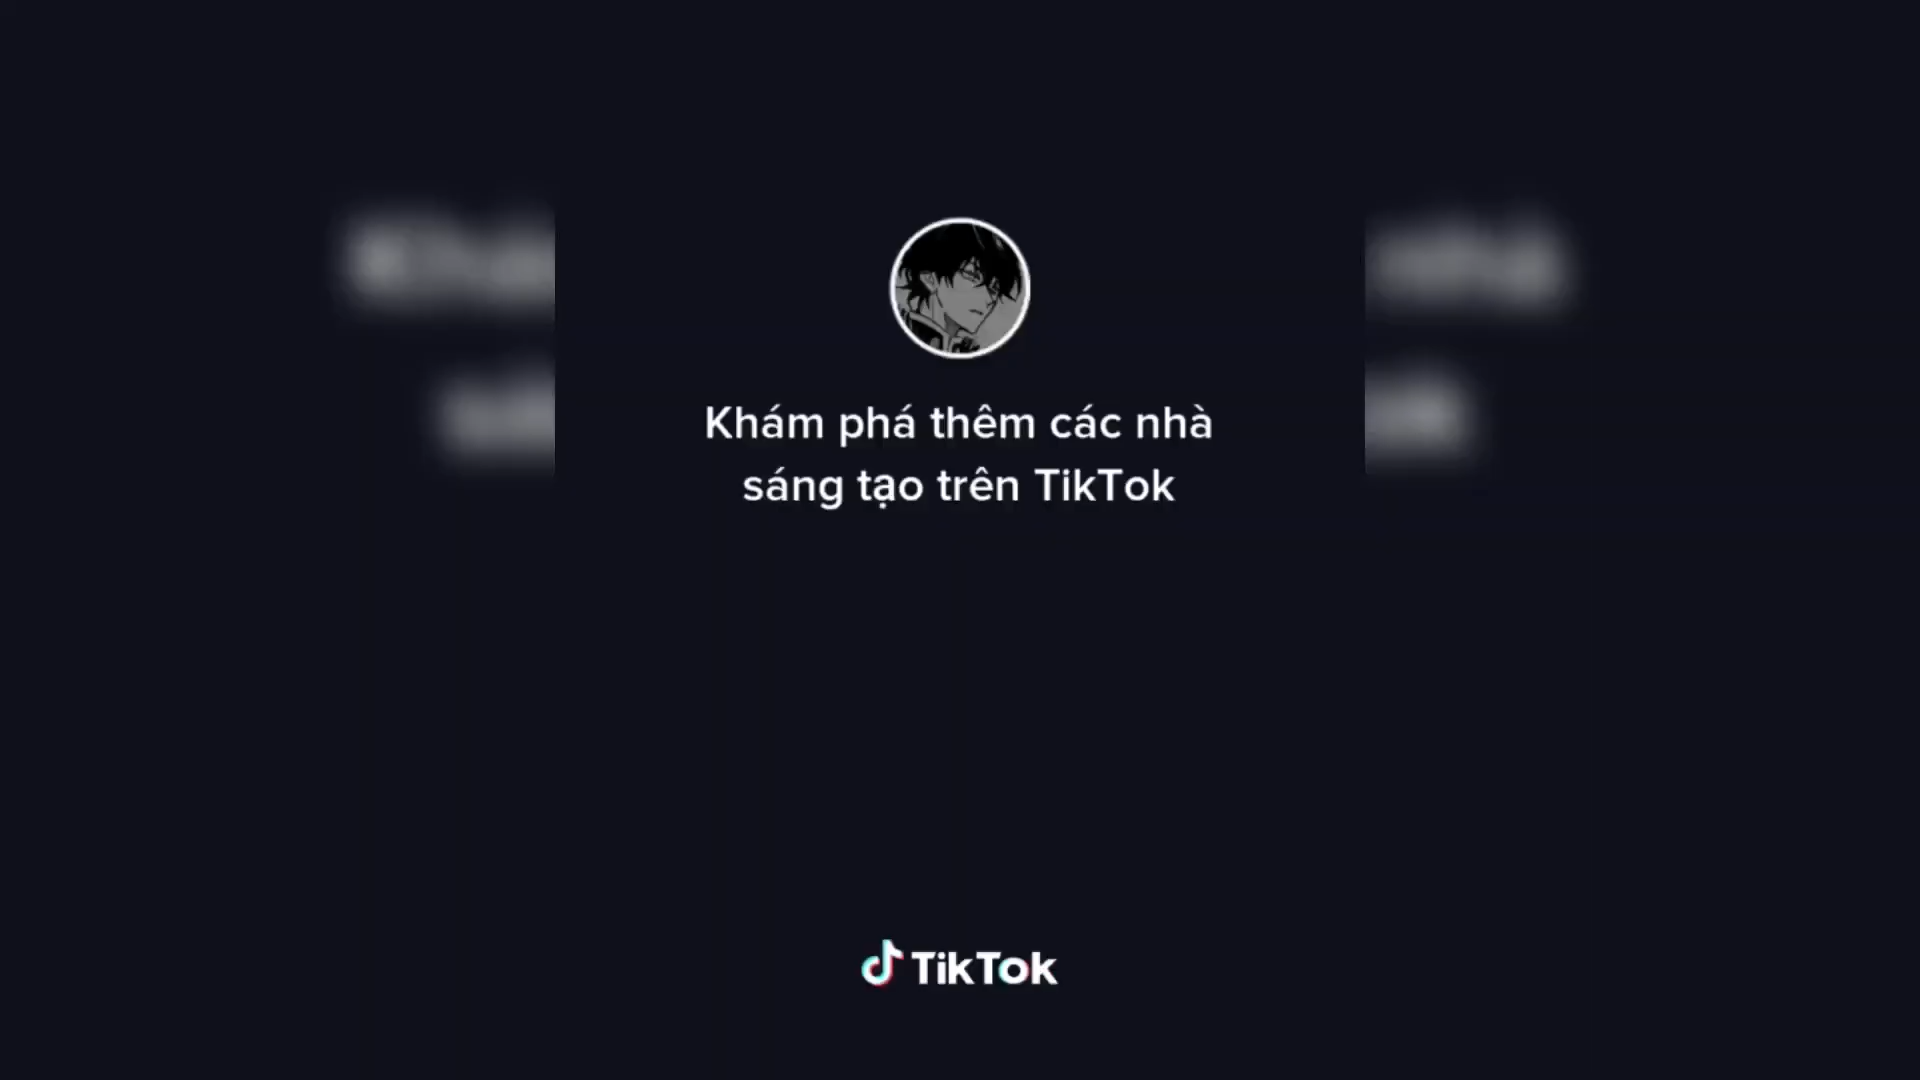 Khám phá thêm các nhà
sáng tạo trên TikTok
TikTok